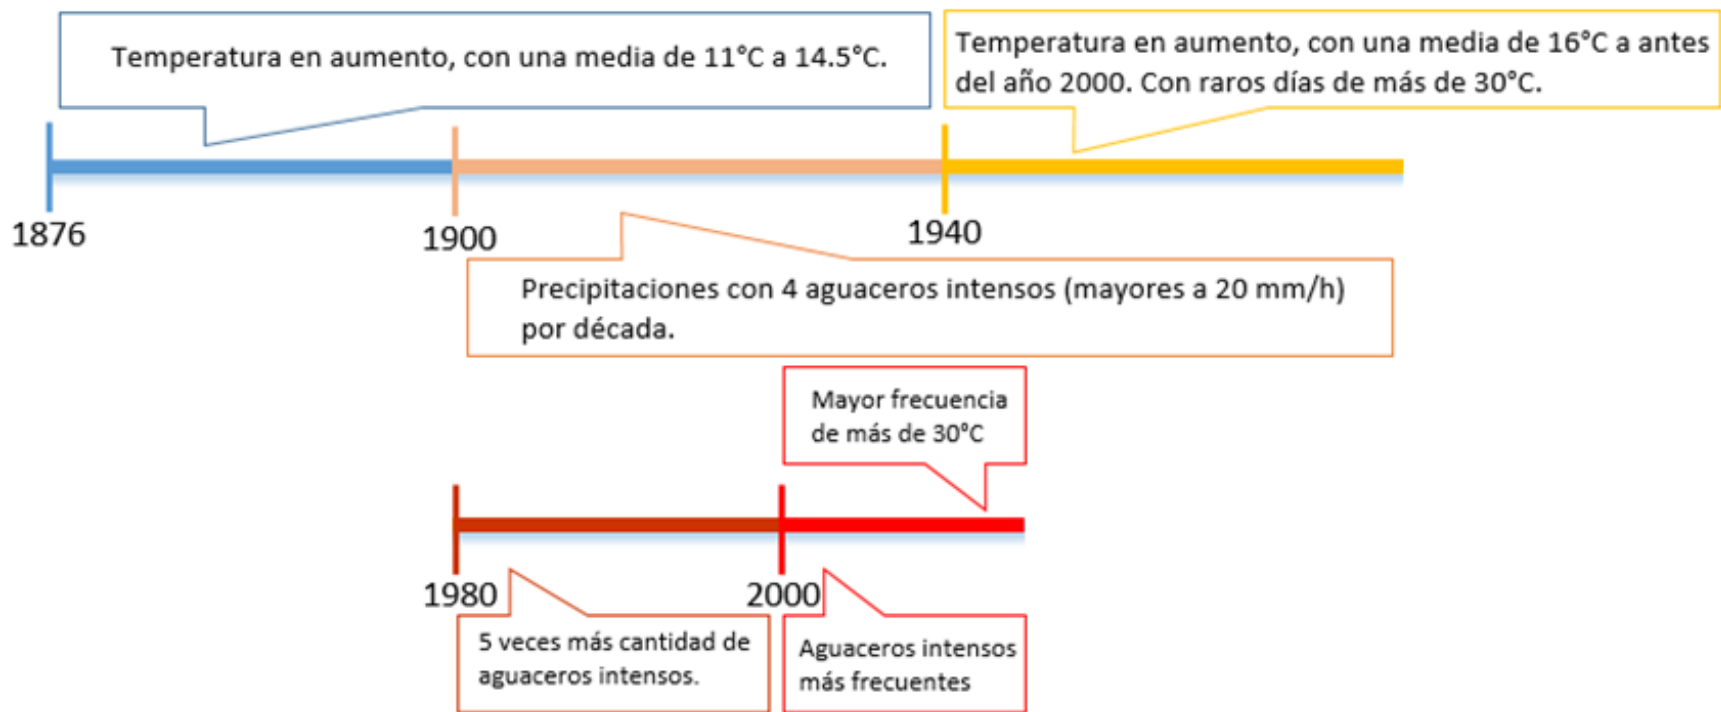 Temperatura en aumento, con una media de 11°C a 14.5°C.
Temperatura en aumento, con una media de 16°C a antes
del año 2000. Con raros días de más de 30°C.
1876
1900
1940
Precipitaciones con 4 aguaceros intensos (mayores a 20 mm/h)
por década.
Mayor frecuencia
de más de 30°C
1980
2000
5 veces más cantidad de
aguaceros intensos.
Aguaceros intensos
más frecuentes